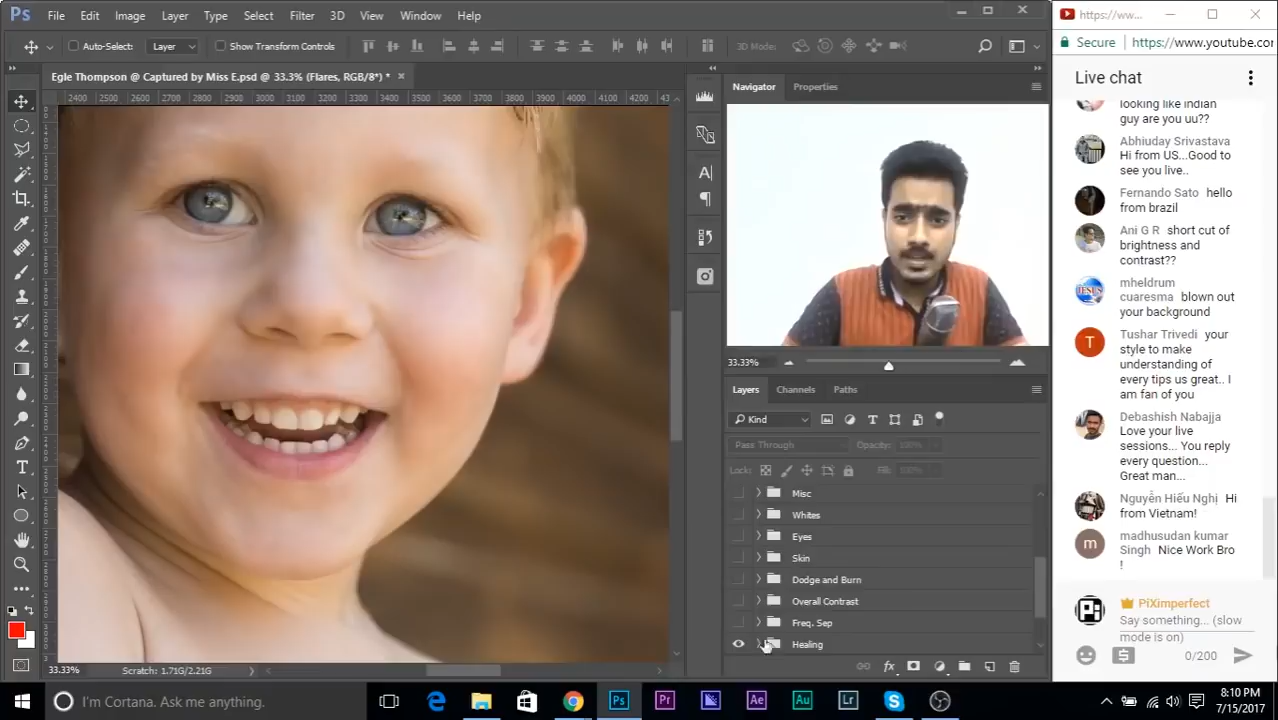 Ps File Edit Image Layer Type Select Filter 3D View Window Help
Auto-Select: Layer Show Transform Controls 3D Mode:
Egle Thompson @ Captured by Miss E.psd @ 33.3% (Flares, RGB/8*) *
2400 2500 2600 2700 2800 2900 3000 3100 3200 3300 3400 3500 3600 3700 3800 3900 4000 4100 4200 43
33.33% Scratch: 1.71G/2.21G
Navigator Properties
33.33%
Layers Channels Paths
Kind
Pass Through Opacity: 100%
Lock: Fill: 100%
Misc
Whites
Eyes
Skin
Dodge and Burn
Overall Contrast
Freq. Sep
Healing
https://www...
Secure https://www.youtube.cor
Live chat
looking like indian
guy are you uu??
Abhiuday Srivastava
Hi from US...Good to
see you live..
Fernando Sato hello
from brazil
Ani G R short cut of
brightness and
contrast??
mheldrum
cuaresma blown out
your background
T Tushar Trivedi your
style to make
understanding of
every tips us great.. I
am fan of you
Debashish Nabajja
Love your live
sessions... You reply
every question...
Great man...
Nguyễn Hiếu Nghị Hi
from Vietnam!
m madhusudan kumar
Singh Nice Work Bro
!
Pi PiXimperfect
Say something... (slow
mode is on)
0/200
I'm Cortana. Ask me anything.
Ps Pr Ae Au Lr
8:10 PM
7/15/2017